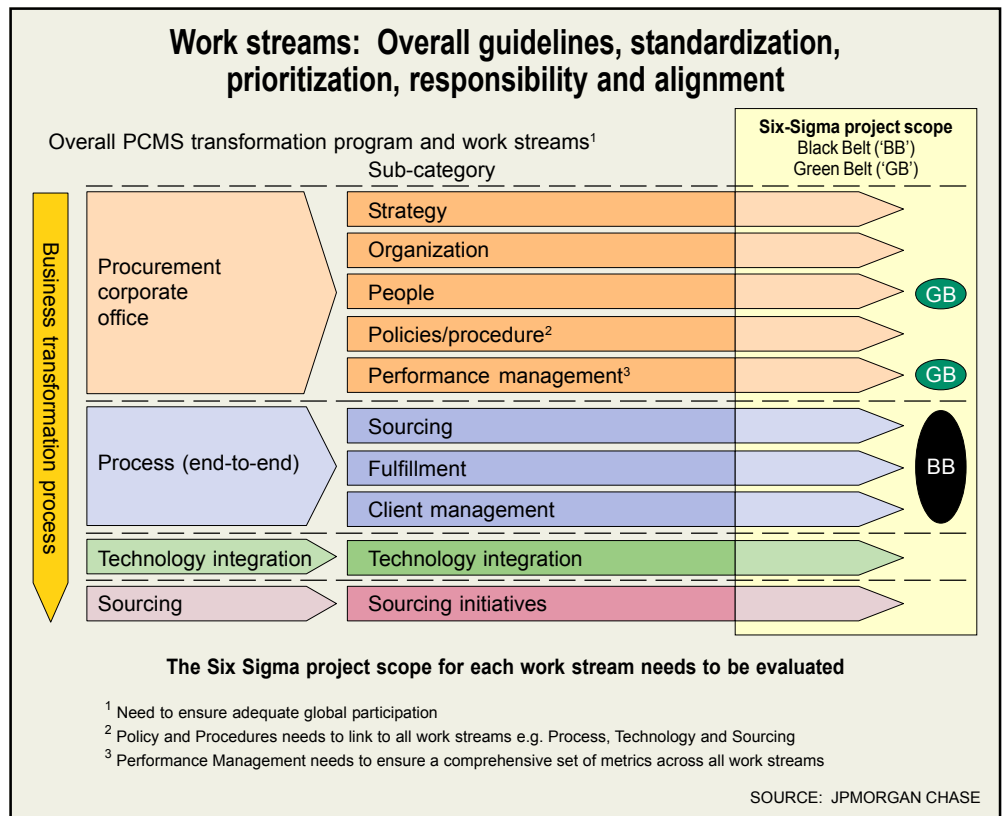 Work streams: Overall guidelines, standardization,
prioritization, responsibility and alignment
Overall PCMS transformation program and work streams¹
Sub-category
Six-Sigma project scope
Black Belt (‘BB’)
Green Belt (‘GB’)
Business transformation process
Procurement
corporate
office
Strategy
Organization
People
GB
Policies/procedure²
Performance management³
GB
Process (end-to-end)
Sourcing
Fulfillment
Client management
BB
Technology integration
Technology integration
Sourcing
Sourcing initiatives
The Six Sigma project scope for each work stream needs to be evaluated
¹ Need to ensure adequate global participation
² Policy and Procedures needs to link to all work streams e.g. Process, Technology and Sourcing
³ Performance Management needs to ensure a comprehensive set of metrics across all work streams
SOURCE: JPMORGAN CHASE